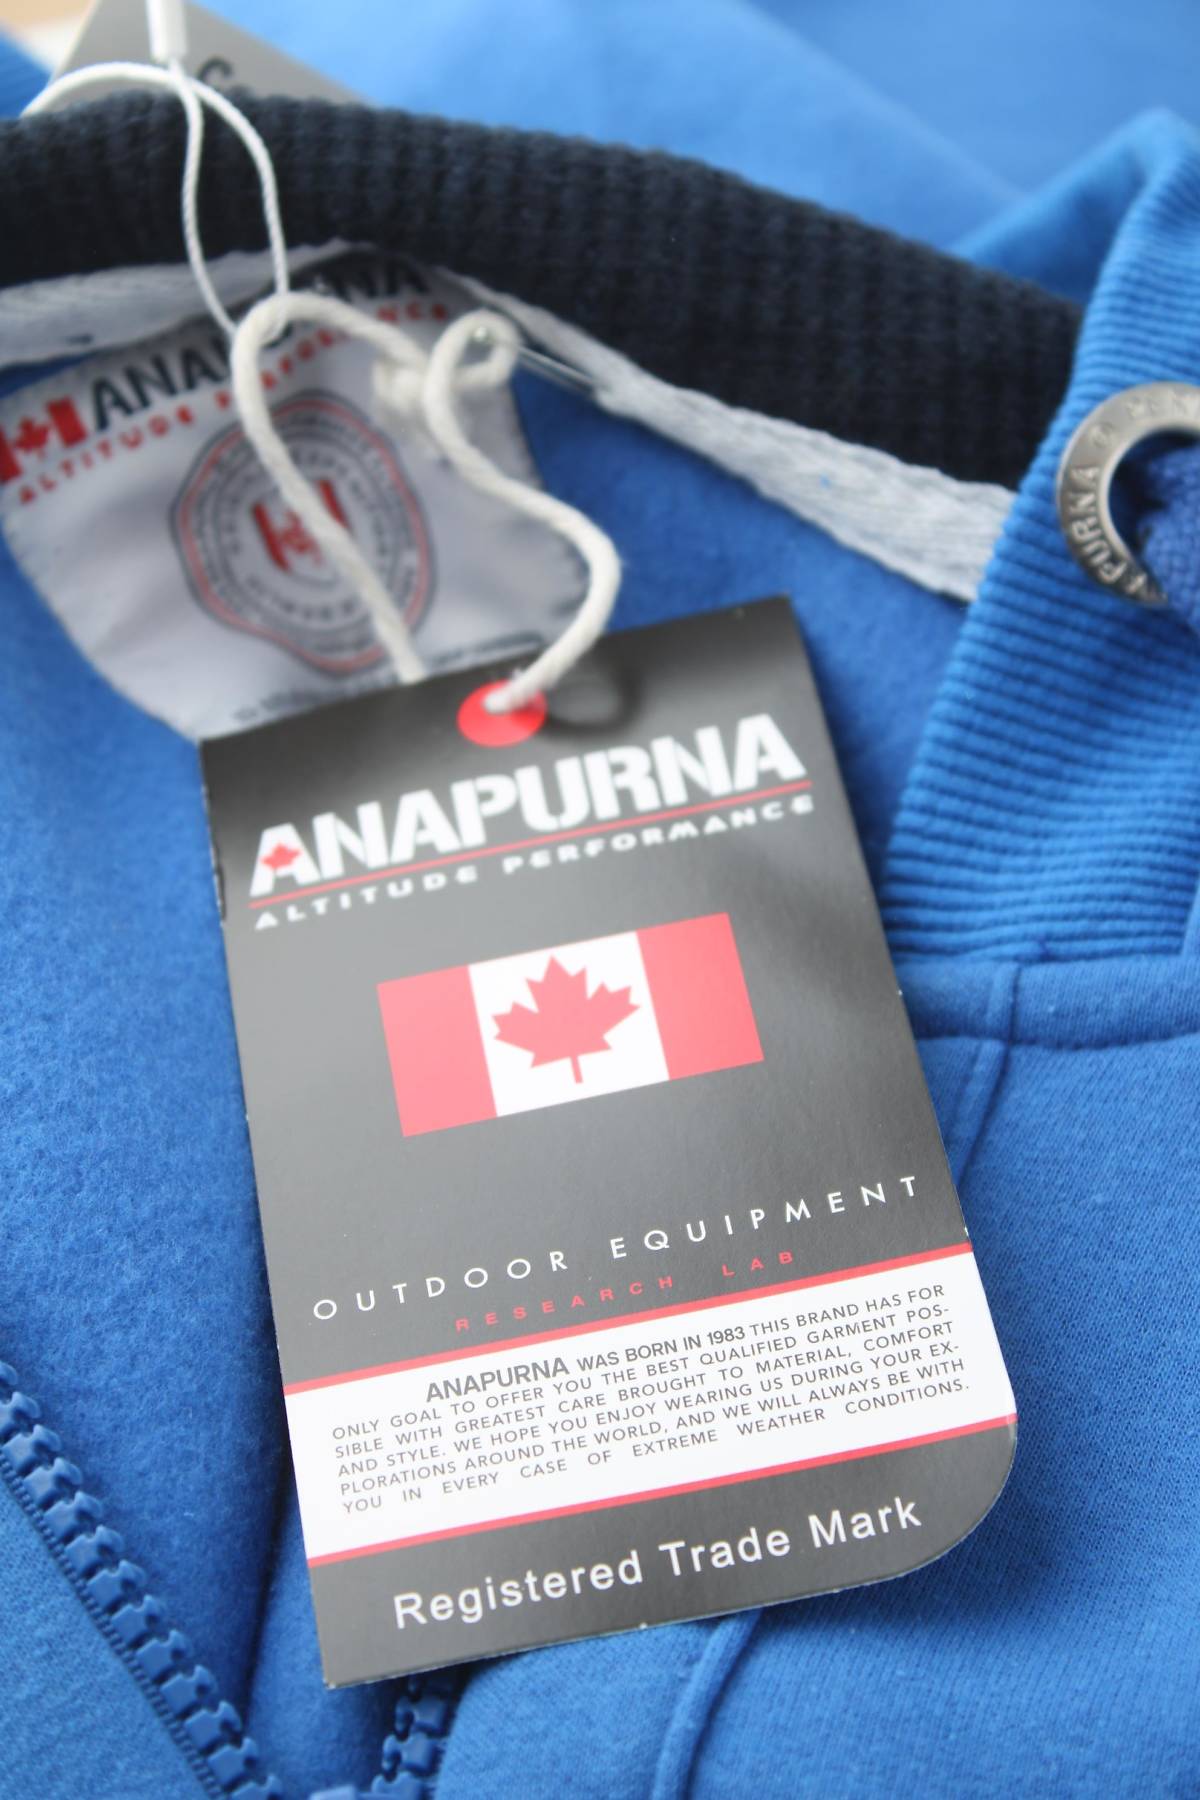 ANAPURNA
ALTITUDE
APURNA
ANAPURNA
ALTITUDE PERFORMANCE
OUTDOOR EQUIPMENT
RESEARCH LAB
ANAPURNA WAS BORN IN 1983 THIS BRAND HAS FOR
ONLY GOAL TO OFFER YOU THE BEST QUALIFIED GARMENT POS-
SIBLE WITH GREATEST CARE BROUGHT TO MATERIAL, COMFORT
AND STYLE. WE HOPE YOU ENJOY WEARING US DURING YOUR EX-
PLORATIONS AROUND THE WORLD, AND WE WILL ALWAYS BE WITH
YOU IN EVERY CASE OF EXTREME WEATHER CONDITIONS.
Registered Trade Mark